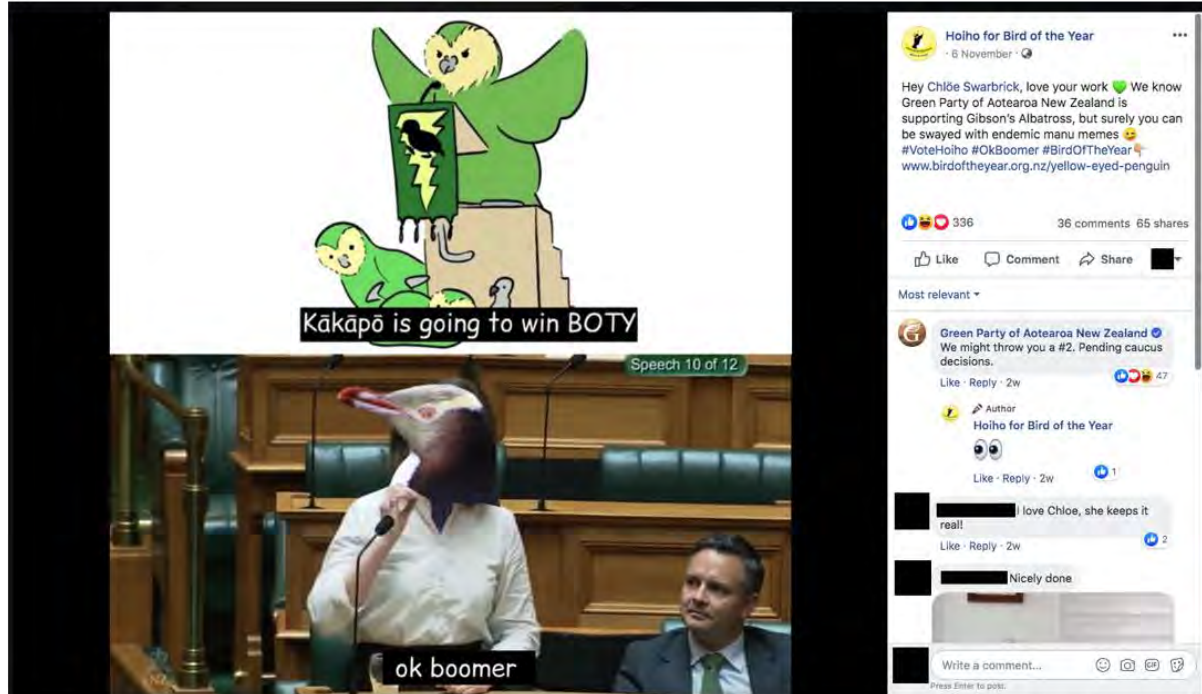 Kākāpō is going to win BOTY
Speech 10 of 12
ok boomer
Hoiho for Bird of the Year
· 6 November ·
Hey Chlöe Swarbrick, love your work 💚 We know
Green Party of Aotearoa New Zealand is
supporting Gibson's Albatross, but surely you can
be swayed with endemic manu memes 😆
#VoteHoiho #OkBoomer #BirdOfTheYear👇🏼
www.birdoftheyear.org.nz/yellow-eyed-penguin
336
36 comments 65 shares
Like Comment Share
Most relevant
Green Party of Aotearoa New Zealand
We might throw you a #2. Pending caucus
decisions.
47
Like · Reply · 2w
Author
Hoiho for Bird of the Year
👀
Like · Reply · 2w
1
I love Chloe, she keeps it
real!
Like · Reply · 2w
2
Nicely done
Write a comment...
GIF
Press Enter to post.